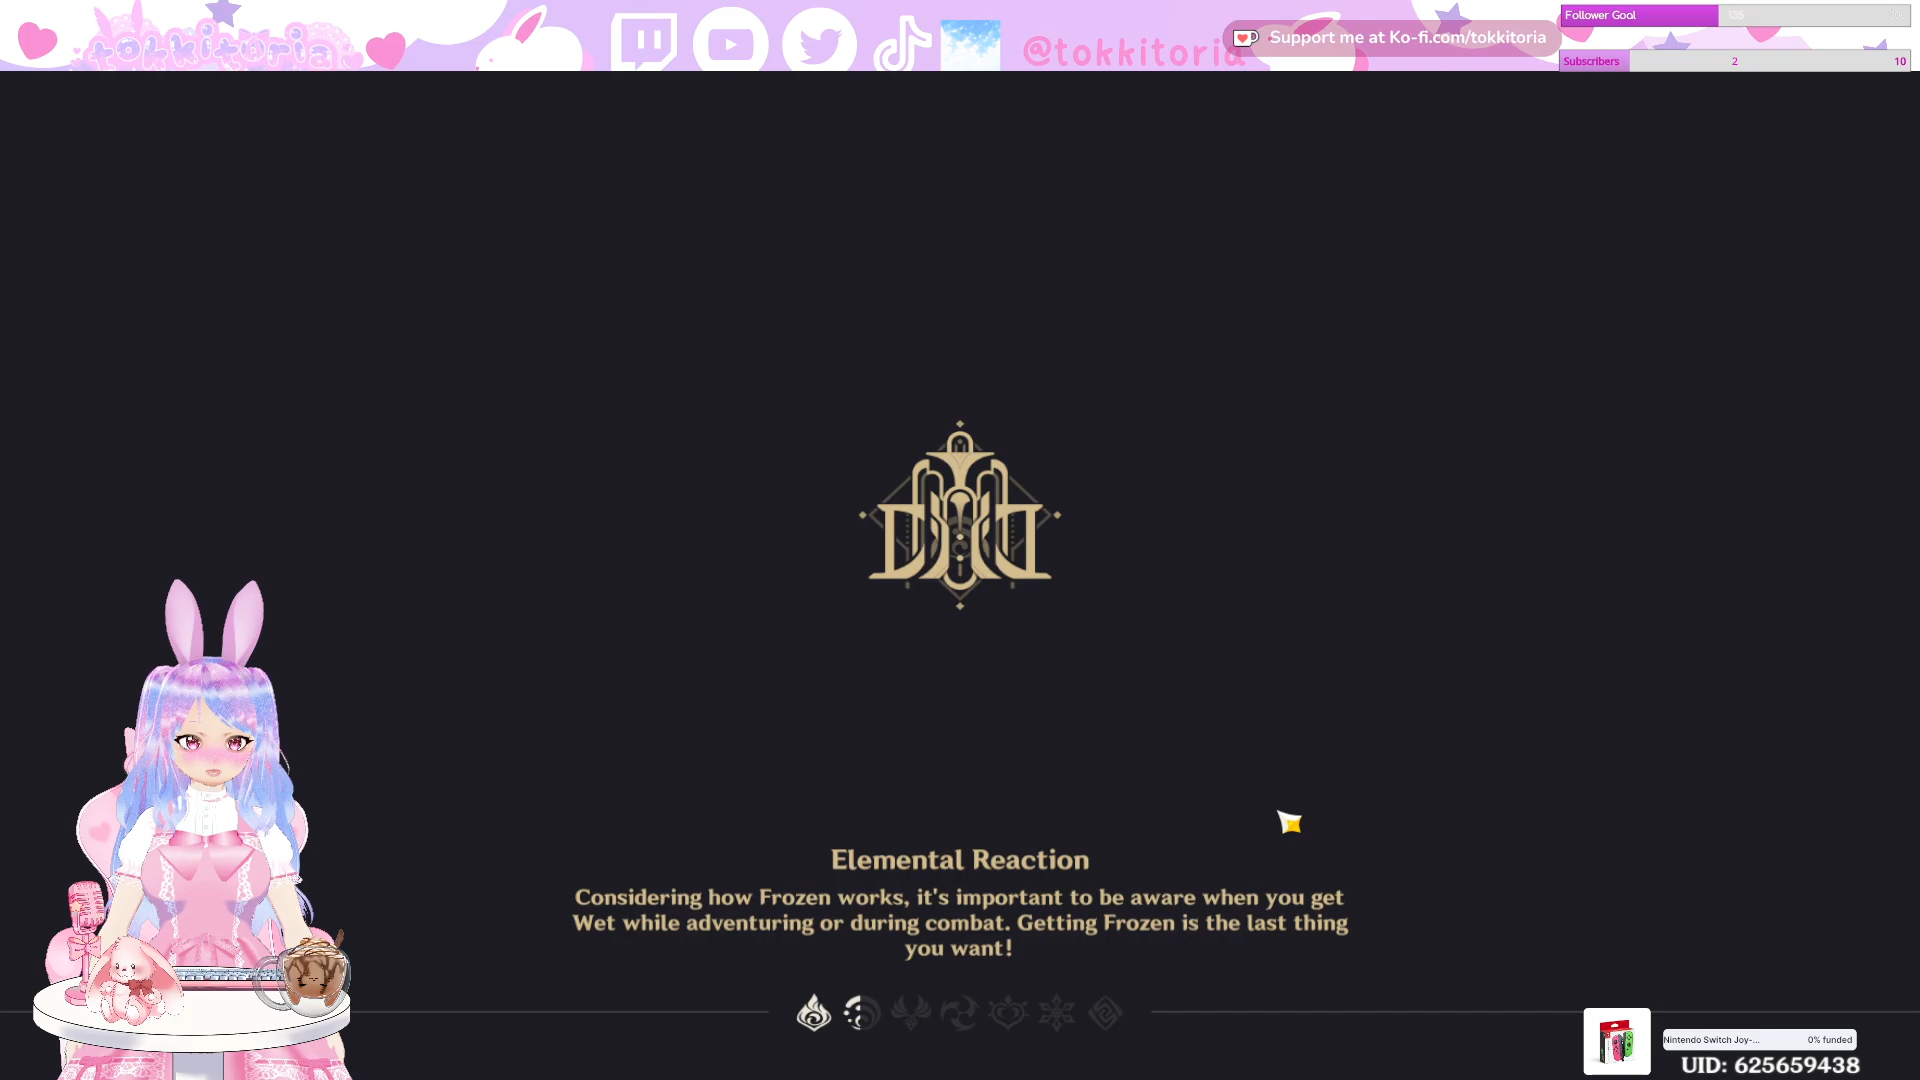 tokkitoria
@tokkitoria
Support me at Ko-fi.com/tokkitoria
Follower Goal 135
Subscribers 2 10
Elemental Reaction
Considering how Frozen works, it's important to be aware when you get
Wet while adventuring or during combat. Getting Frozen is the last thing
you want!
Nintendo Switch Joy-... 0% funded
UID: 625659438